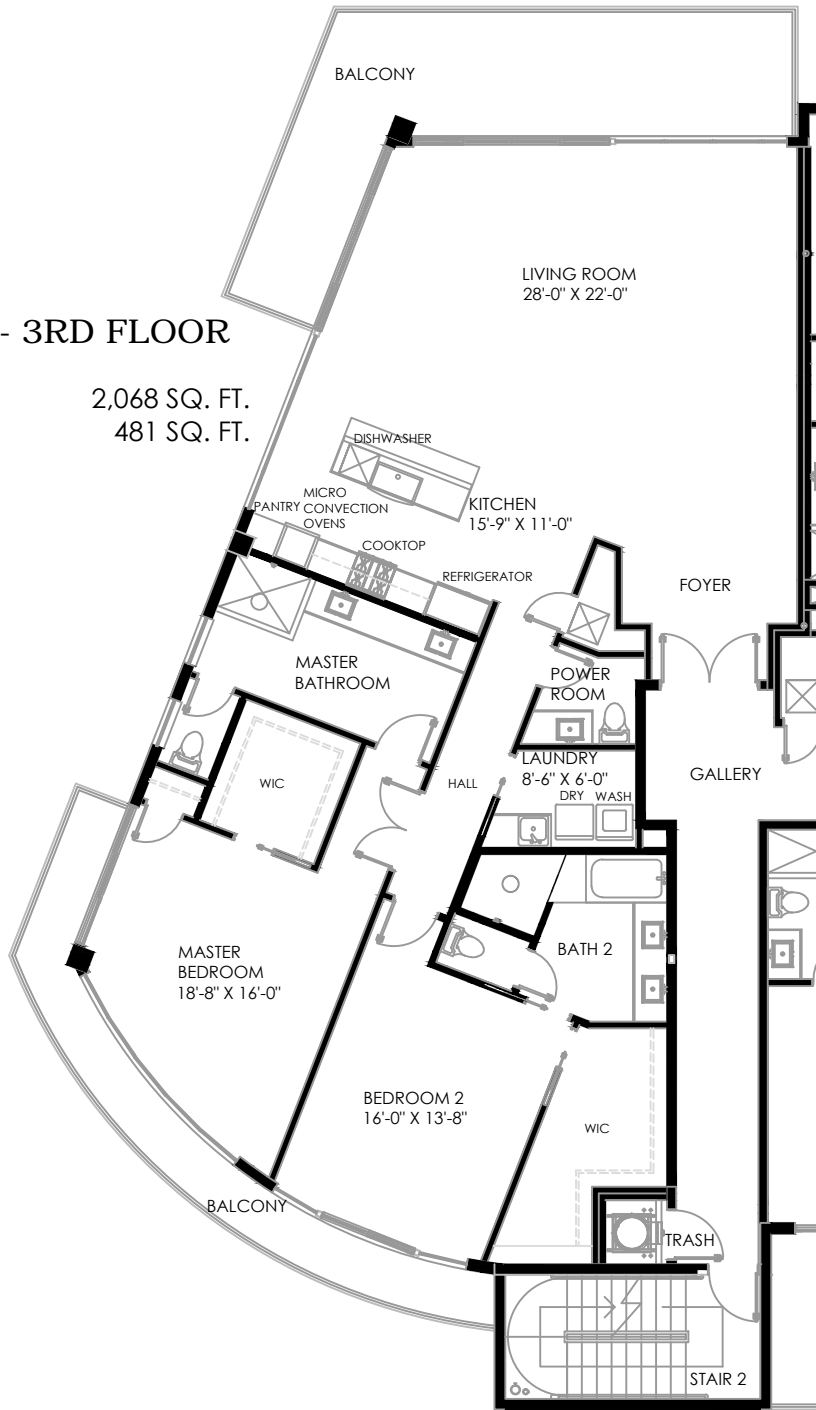 BALCONY
LIVING ROOM
28'-0" X 22'-0"
- 3RD FLOOR
2,068 SQ. FT.
481 SQ. FT.
DISHWASHER
MICRO
CONVECTION
OVENS
PANTRY
KITCHEN
15'-9" X 11'-0"
COOKTOP
REFRIGERATOR
FOYER
MASTER
BATHROOM
POWER
ROOM
WIC
HALL
LAUNDRY
8'-6" X 6'-0"
DRY
WASH
GALLERY
MASTER
BEDROOM
18'-8" X 16'-0"
BATH 2
BEDROOM 2
16'-0" X 13'-8"
WIC
BALCONY
TRASH
STAIR 2